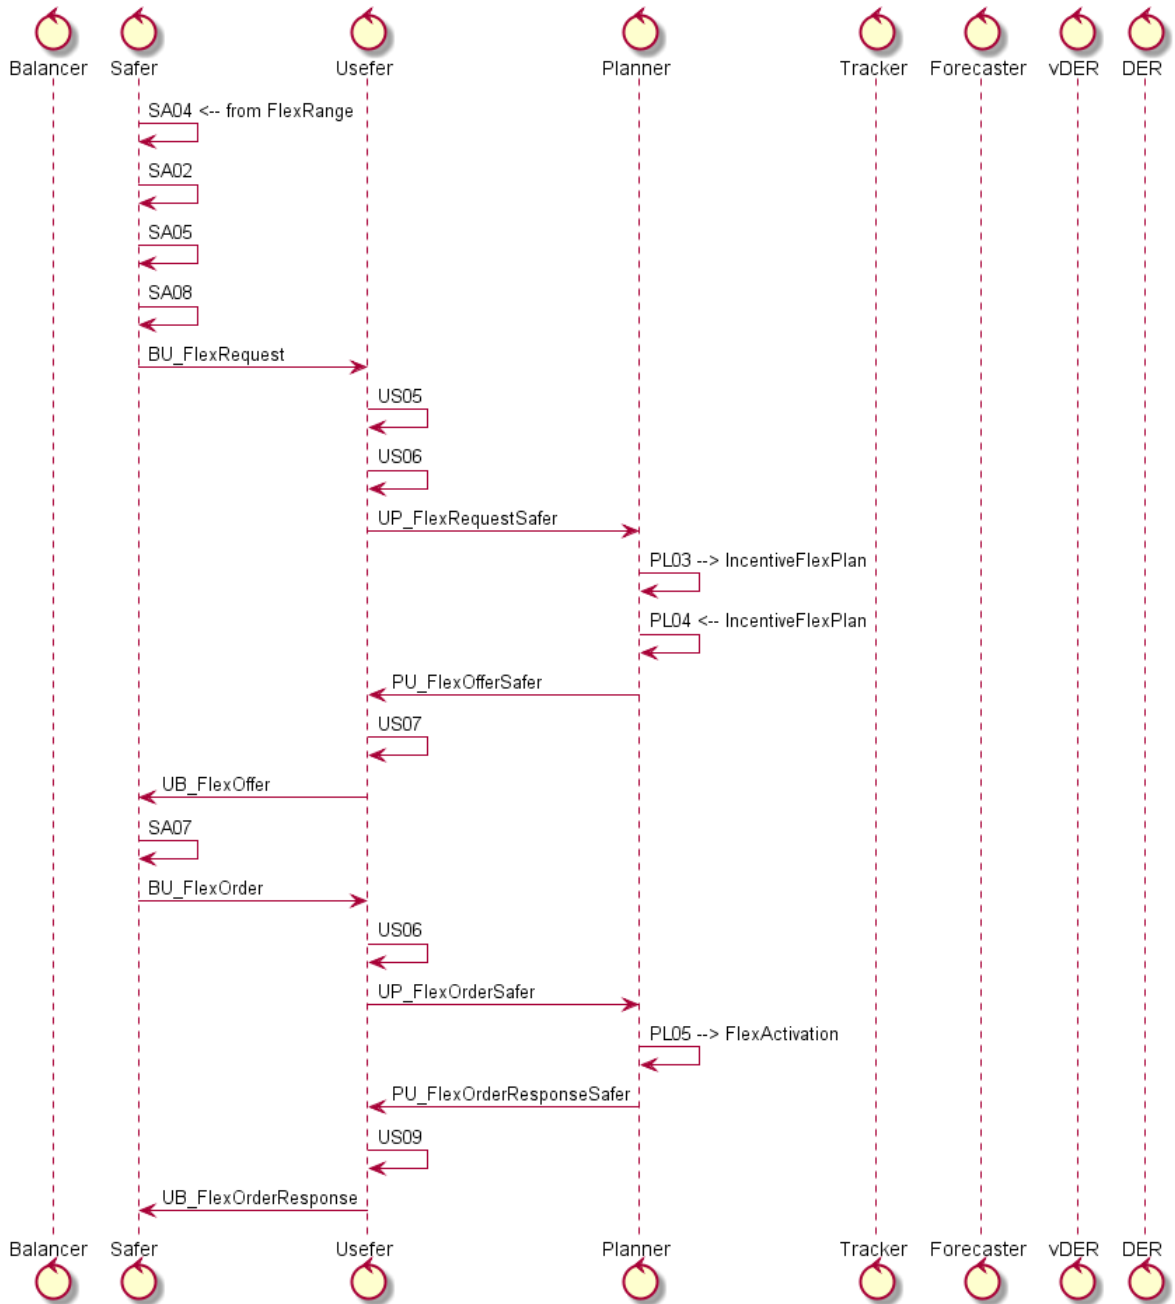 Balancer Safer Usefer Planner Tracker Forecaster vDER DER
SA04 <-- from FlexRange
SA02
SA05
SA08
BU_FlexRequest
US05
US06
UP_FlexRequestSafer
PL03 --> IncentiveFlexPlan
PL04 <-- IncentiveFlexPlan
PU_FlexOfferSafer
US07
UB_FlexOffer
SA07
BU_FlexOrder
US06
UP_FlexOrderSafer
PL05 --> FlexActivation
PU_FlexOrderResponseSafer
US09
UB_FlexOrderResponse
Balancer Safer Usefer Planner Tracker Forecaster vDER DER